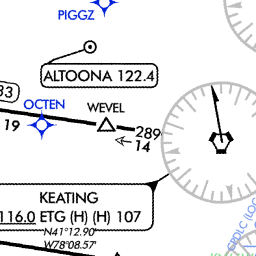 PIGGZ
ALTOONA 122.4
33
OCTEN
WEVEL
19
289
14
KEATING
116.0 ETG (H) (H) 107
N41°12.90'
W78°08.57'